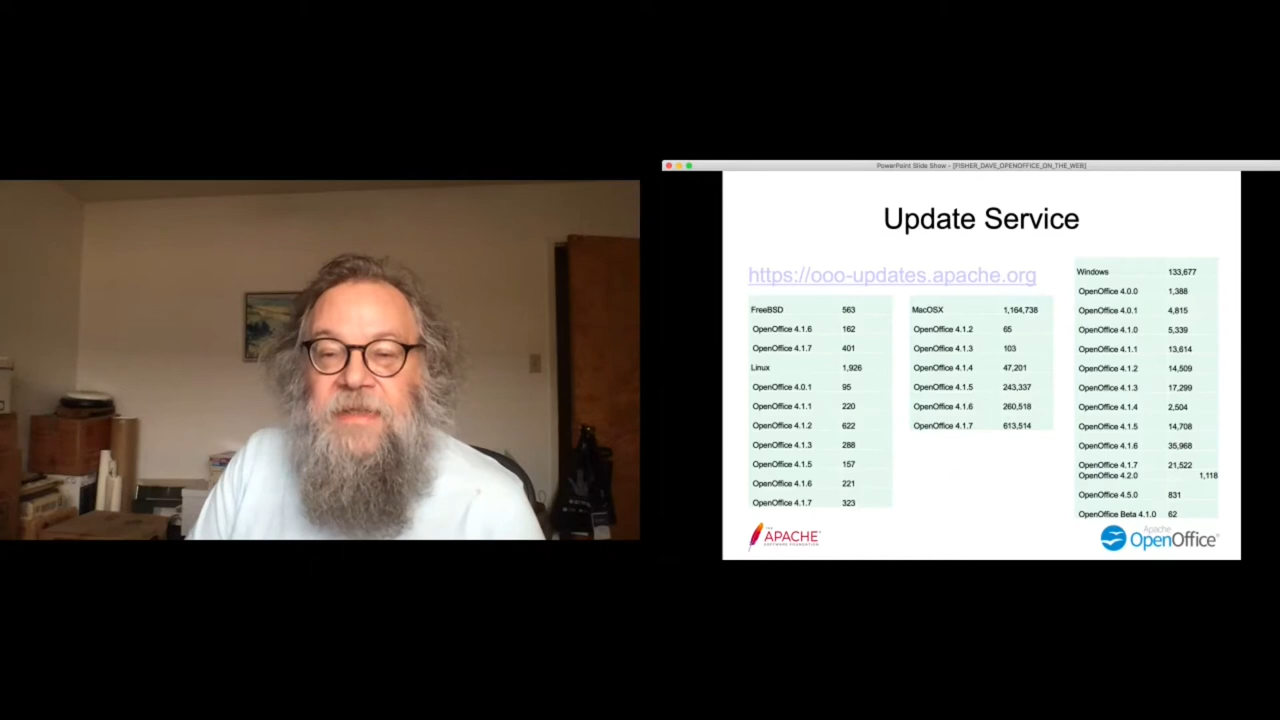 PowerPoint Slide Show - [FISHER_DAVE_OPENOFFICE_ON_THE_WEB]
Update Service
https://ooo-updates.apache.org
FreeBSD 563
OpenOffice 4.1.6 162
OpenOffice 4.1.7 401
Linux 1,926
OpenOffice 4.0.1 95
OpenOffice 4.1.1 220
OpenOffice 4.1.2 622
OpenOffice 4.1.3 288
OpenOffice 4.1.5 157
OpenOffice 4.1.6 221
OpenOffice 4.1.7 323
MacOSX 1,164,738
OpenOffice 4.1.2 65
OpenOffice 4.1.3 103
OpenOffice 4.1.4 47,201
OpenOffice 4.1.5 243,337
OpenOffice 4.1.6 260,518
OpenOffice 4.1.7 613,514
Windows 133,677
OpenOffice 4.0.0 1,388
OpenOffice 4.0.1 4,815
OpenOffice 4.1.0 5,339
OpenOffice 4.1.1 13,614
OpenOffice 4.1.2 14,509
OpenOffice 4.1.3 17,299
OpenOffice 4.1.4 2,504
OpenOffice 4.1.5 14,708
OpenOffice 4.1.6 35,968
OpenOffice 4.1.7 21,522
OpenOffice 4.2.0 1,118
OpenOffice 4.5.0 831
OpenOffice Beta 4.1.0 62
THE
APACHE™
SOFTWARE FOUNDATION
Apache
OpenOffice®